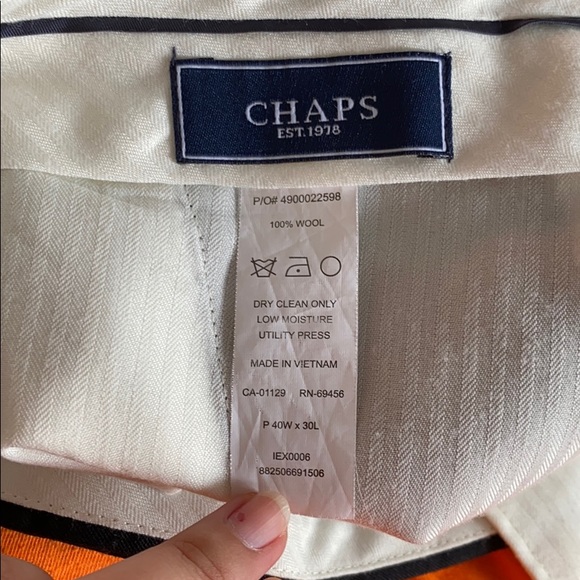 CHAPS
EST. 1978
P/O# 4900022598
100% WOOL
DRY CLEAN ONLY
LOW MOISTURE
UTILITY PRESS
MADE IN VIETNAM
CA-01129 RN-69456
P 40W x 30L
IEX0006
882506691506